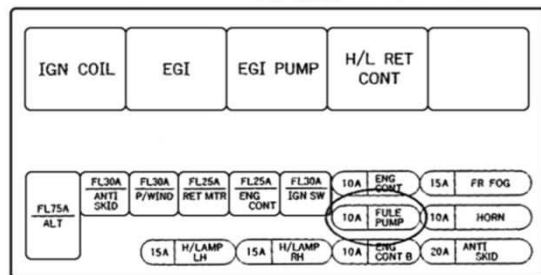 IGN COIL
EGI
EGI PUMP
H/L RET
CONT
FL75A
ALT
FL30A
ANTI
SKID
FL30A
P/WIND
FL25A
RET MTR
FL25A
ENG
CONT
FL30A
IGN SW
10A ENG
CONT
15A FR FOG
10A FULE
PUMP
10A HORN
15A H/LAMP
LH
15A H/LAMP
RH
10A ENG
CONT B
20A ANTI
SKID